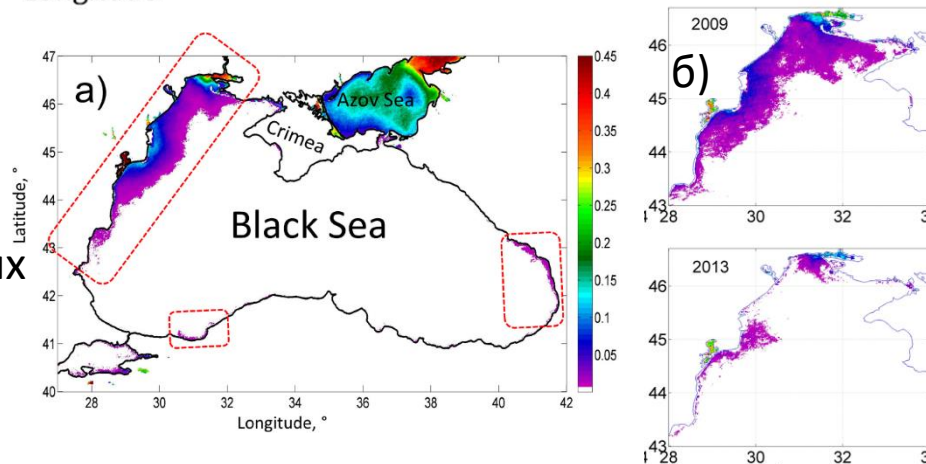 47
46
45
44
43
42
41
40
Latitude, °
а)
Azov Sea
Crimea
Black Sea
28 30 32 34 36 38 40 42
Longitude, °
0.45
0.4
0.35
0.3
0.25
0.2
0.15
0.1
0.05
их
б)
2009
46
45
44
43
28 30 32
2013
46
45
44
43
28 30 32